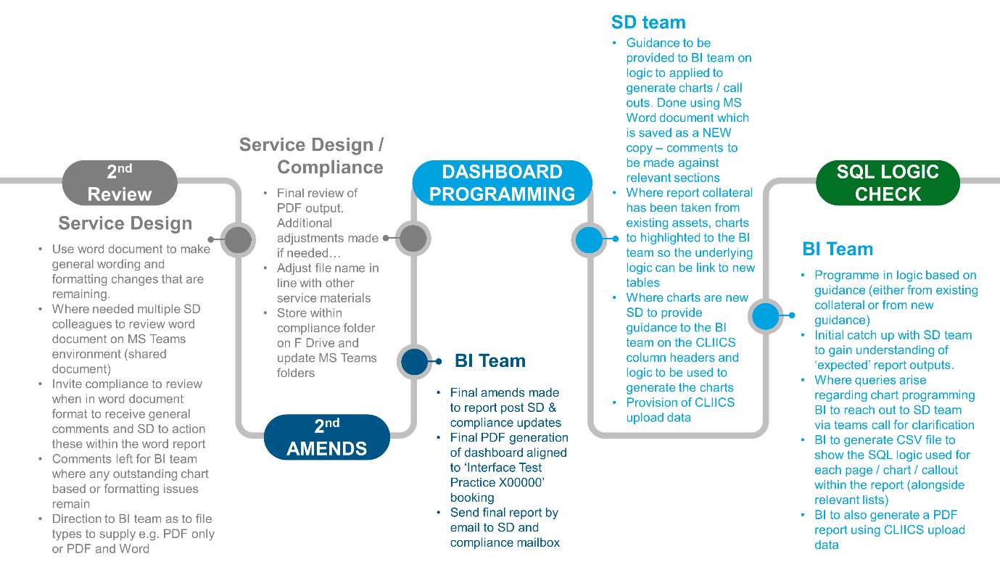 2nd
Review
Service Design
• Use word document to make
general wording and
formatting changes that are
remaining.
• Where needed multiple SD
colleagues to review word
document on MS Teams
environment (shared
document)
• Invite compliance to review
when in word document
format to receive general
comments and SD to action
these within the word report
• Comments left for BI team
where any outstanding chart
based or formatting issues
remain
• Direction to BI team as to file
types to supply e.g. PDF only
or PDF and Word
Service Design /
Compliance
• Final review of
PDF output.
Additional
adjustments made
if needed…
• Adjust file name in
line with other
service materials
• Store within
compliance folder
on F Drive and
update MS Teams
folders
2nd
AMENDS
BI Team
• Final amends made
to report post SD &
compliance updates
• Final PDF generation
of dashboard aligned
to ‘Interface Test
Practice X00000’
booking
• Send final report by
email to SD and
compliance mailbox
DASHBOARD
PROGRAMMING
SD team
• Guidance to be
provided to BI team on
logic to applied to
generate charts / call
outs. Done using MS
Word document which
is saved as a NEW
copy – comments to
be made against
relevant sections
• Where report collateral
has been taken from
existing assets, charts
to highlighted to the BI
team so the underlying
logic can be link to new
tables
• Where charts are new
SD to provide
guidance to the BI
team on the CLIICS
column headers and
logic to be used to
generate the charts
• Provision of CLIICS
upload data
SQL LOGIC
CHECK
BI Team
• Programme in logic based on
guidance (either from existing
collateral or from new
guidance)
• Initial catch up with SD team
to gain understanding of
‘expected’ report outputs.
• Where queries arise
regarding chart programming
BI to reach out to SD team
via teams call for clarification
• BI to generate CSV file to
show the SQL logic used for
each page / chart / callout
within the report (alongside
relevant lists)
• BI to also generate a PDF
report using CLIICS upload
data